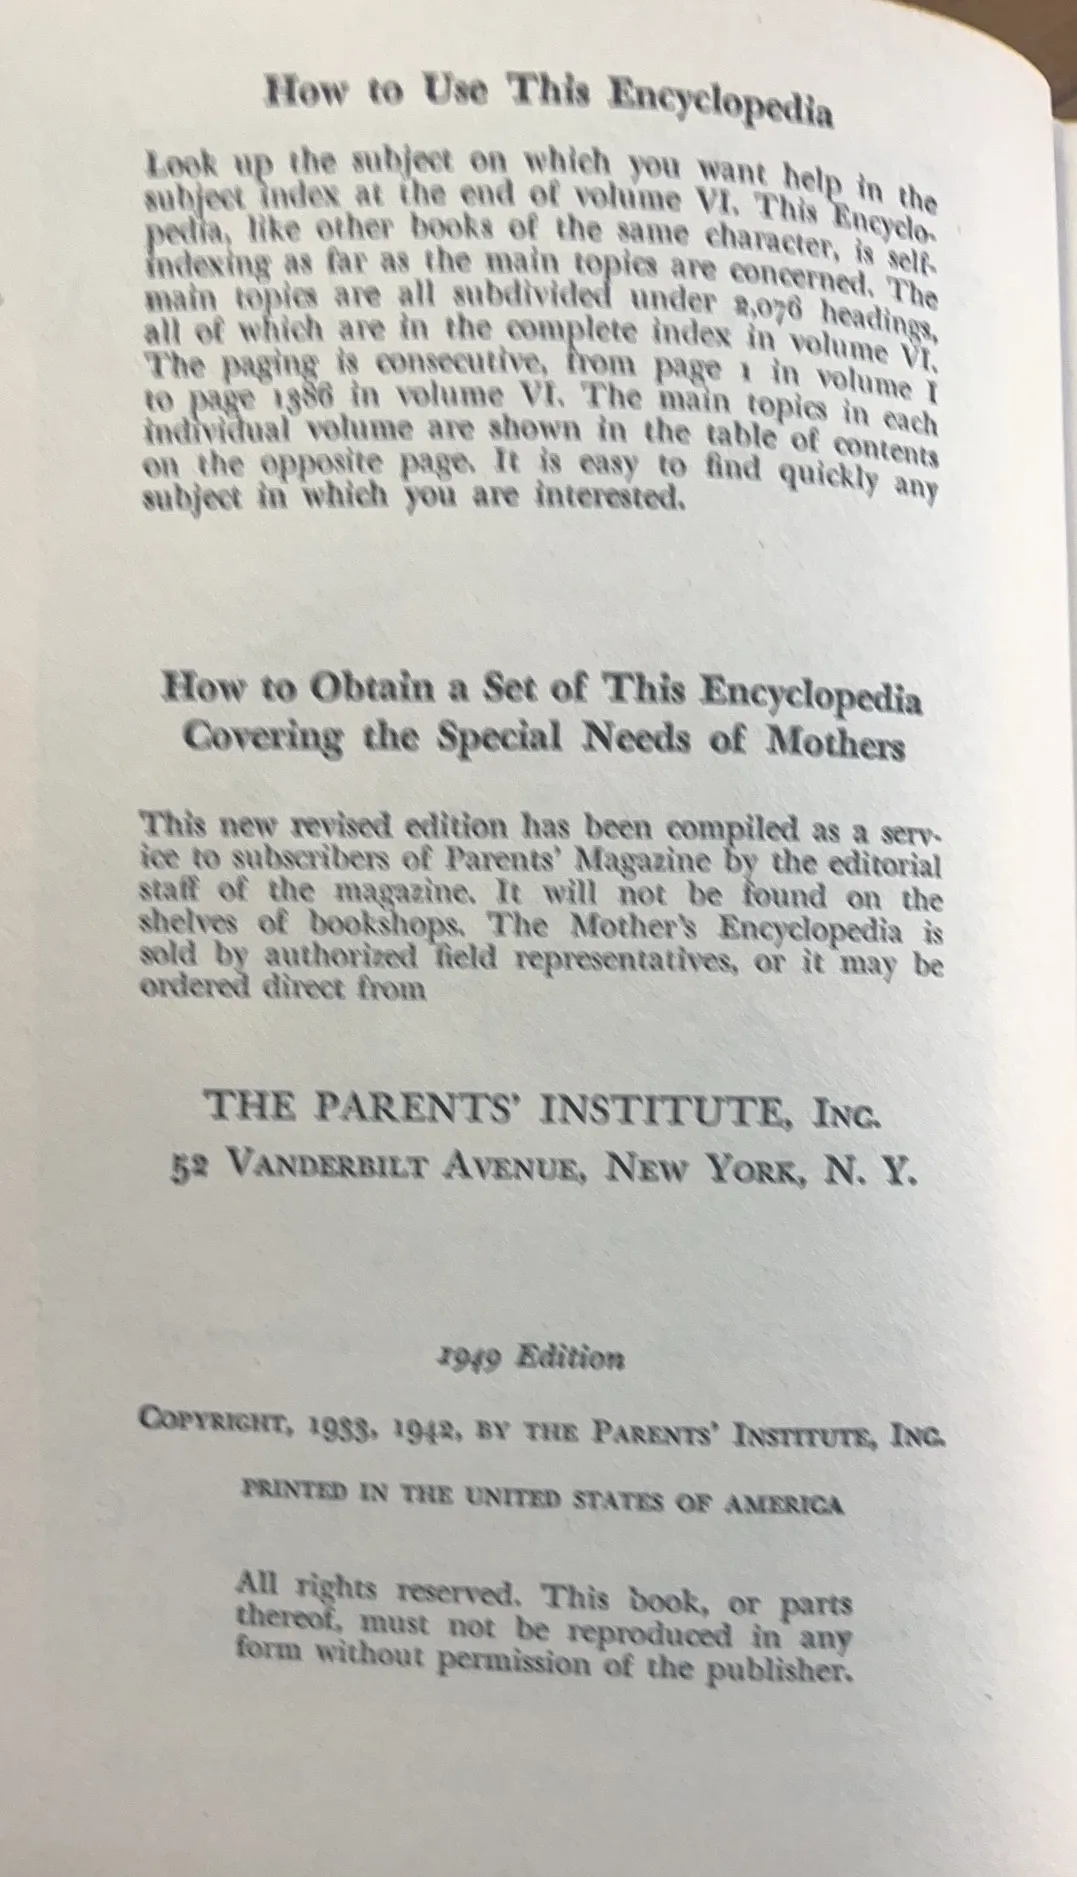 How to Use This Encyclopedia
Look up the subject on which you want help in the
subject index at the end of volume VI. This Encyclo-
pedia, like other books of the same character, is self-
indexing as far as the main topics are concerned. The
main topics are all subdivided under 2,076 headings,
all of which are in the complete index in volume VI.
The paging is consecutive, from page 1 in volume I
to page 1386 in volume VI. The main topics in each
individual volume are shown in the table of contents
on the opposite page. It is easy to find quickly any
subject in which you are interested.
How to Obtain a Set of This Encyclopedia
Covering the Special Needs of Mothers
This new revised edition has been compiled as a serv-
ice to subscribers of Parents' Magazine by the editorial
staff of the magazine. It will not be found on the
shelves of bookshops. The Mother's Encyclopedia is
sold by authorized field representatives, or it may be
ordered direct from
THE PARENTS' INSTITUTE, INC.
52 VANDERBILT AVENUE, NEW YORK, N. Y.
1949 Edition
COPYRIGHT, 1933, 1942, BY THE PARENTS' INSTITUTE, INC.
PRINTED IN THE UNITED STATES OF AMERICA
All rights reserved. This book, or parts
thereof, must not be reproduced in any
form without permission of the publisher.